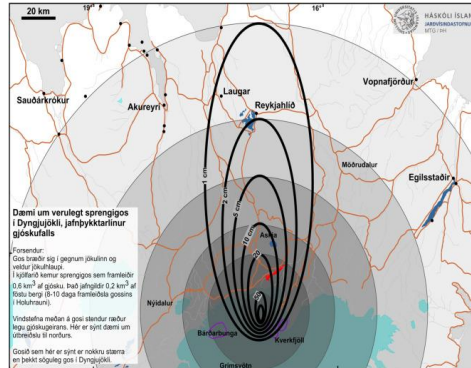 20 km
19°
16°
HÁSKÓLI ÍSLANDS
JARÐVÍSINDASTOFNUN
Vopnafjörður
Laugar
Sauðárkrókur
Akureyri
Reykjahlíð
Möðrudalur
Egilsstaðir
1 cm
2 cm
5 cm
10 cm
20
Askja
Nýidalur
Bárðarbunga
Kverkfjöll
Grímsvötn
Dæmi um verulegt sprengigos
í Dyngjujökli, jafnþykktarlínur
gjóskufalls
Forsendur:
Gos bræðir sig í gegnum jökulinn og
veldur jökulhlaupi.
Í kjölfarið kemur sprengigos sem framleiðir
0,6 km³ af gjósku. Það jafngildir 0,2 km³ af
föstu bergi (8-10 daga framleiðsla gossins
í Holuhrauni).
Vindstefna meðan á gosi stendur ræður
legu gjóskugeirans. Hér er sýnt dæmi um
útbreiðslu til norðurs.
Gosið sem hér er sýnt er nokkru stærra
en þekkt söguleg gos í Dyngjujökli.